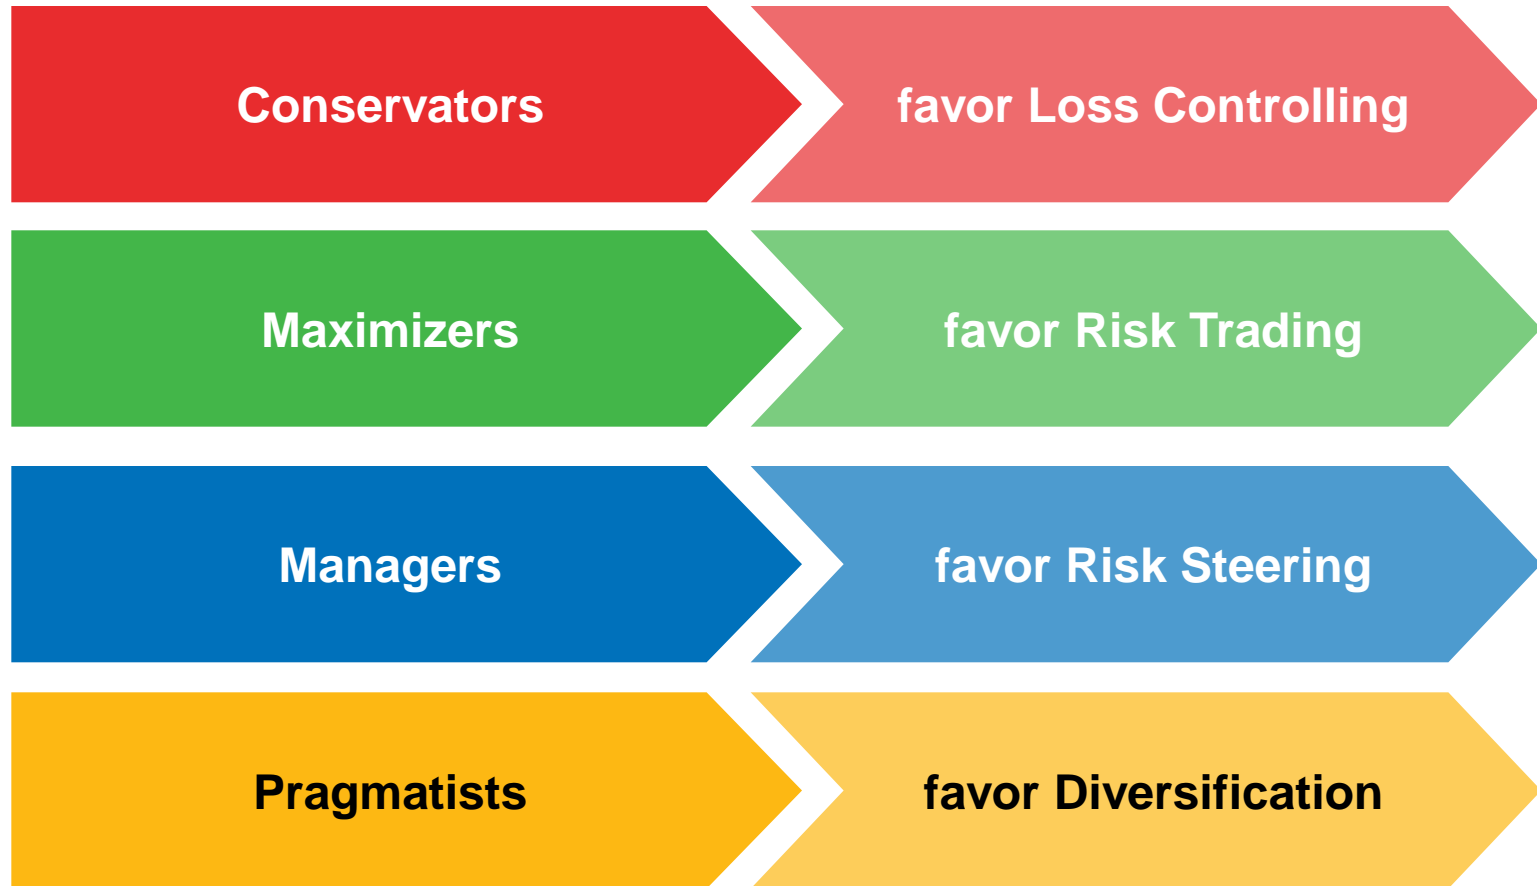 Conservators
favor Loss Controlling
Maximizers
favor Risk Trading
Managers
favor Risk Steering
Pragmatists
favor Diversification